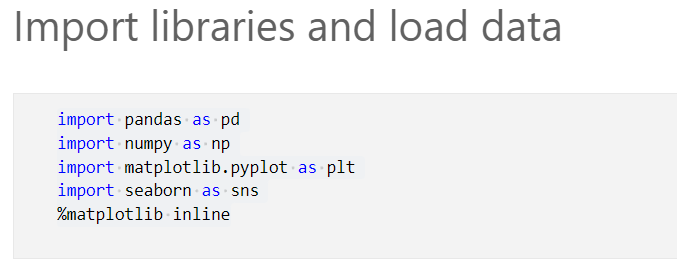 Import libraries and load data
import pandas as pd
import numpy as np
import matplotlib.pyplot as plt
import seaborn as sns
%matplotlib inline